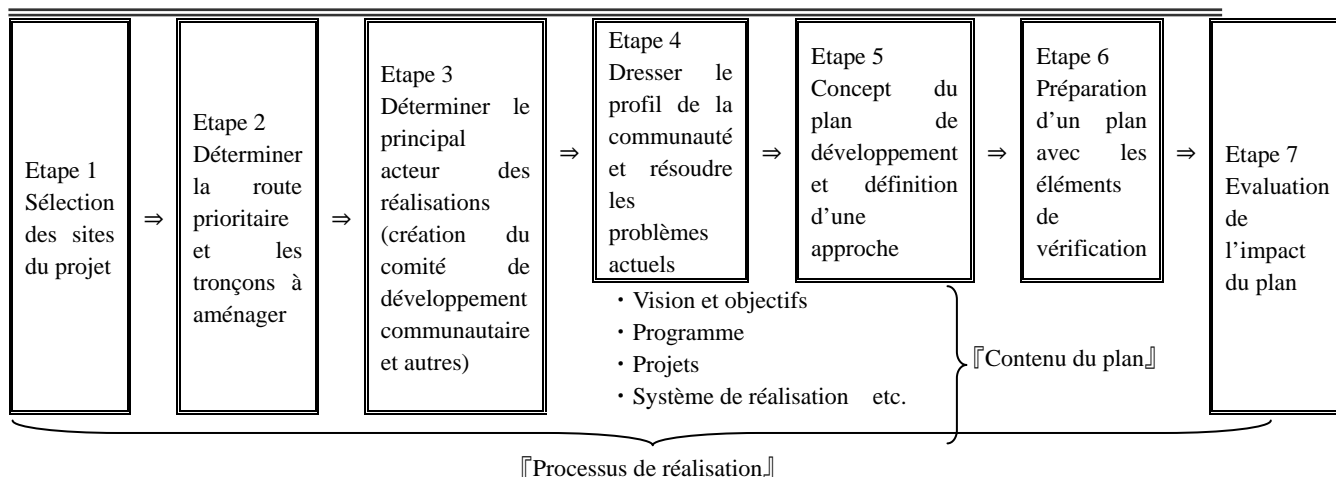 Etape 1
Sélection
des sites
du projet
⇒
Etape 2
Déterminer
la route
prioritaire
et les
tronçons à
aménager
⇒
Etape 3
Déterminer le
principal
acteur des
réalisations
(création du
comité de
développement
communautaire
et autres)
⇒
Etape 4
Dresser le
profil de la
communauté
et résoudre
les
problèmes
actuels
⇒
Etape 5
Concept du
plan de
développement
et définition
d’une
approche
⇒
Etape 6
Préparation
d’un plan
avec les
éléments
de
vérification
⇒
Etape 7
Evaluation
de
l’impact
du plan
・Vision et objectifs
・Programme
・Projets
・Système de réalisation etc.
『Contenu du plan』
『Processus de réalisation』